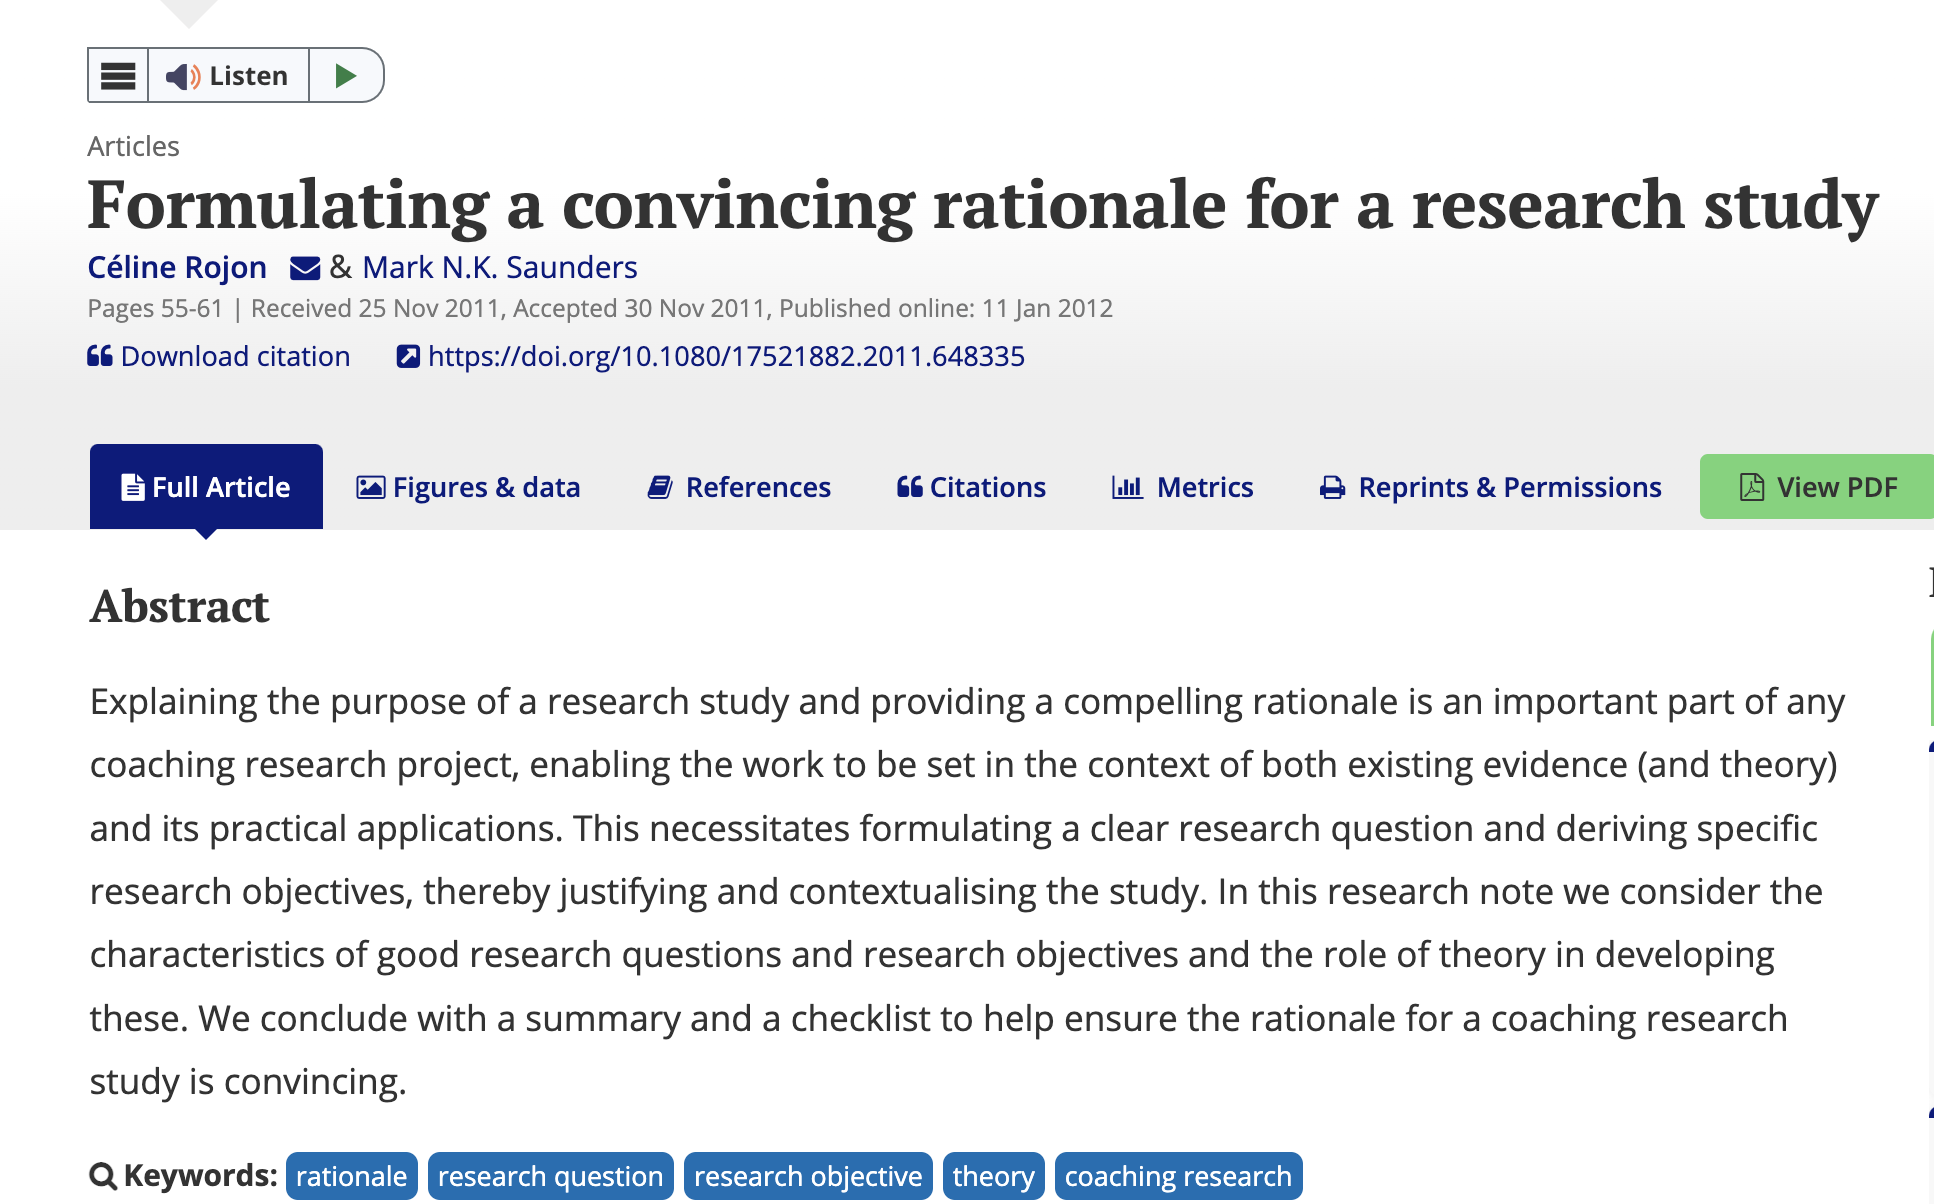 Listen
Articles
Formulating a convincing rationale for a research study
Céline Rojon & Mark N.K. Saunders
Pages 55-61 | Received 25 Nov 2011, Accepted 30 Nov 2011, Published online: 11 Jan 2012
Download citation https://doi.org/10.1080/17521882.2011.648335
Full Article Figures & data References Citations Metrics Reprints & Permissions View PDF
Abstract
Explaining the purpose of a research study and providing a compelling rationale is an important part of any
coaching research project, enabling the work to be set in the context of both existing evidence (and theory)
and its practical applications. This necessitates formulating a clear research question and deriving specific
research objectives, thereby justifying and contextualising the study. In this research note we consider the
characteristics of good research questions and research objectives and the role of theory in developing
these. We conclude with a summary and a checklist to help ensure the rationale for a coaching research
study is convincing.
Keywords: rationale research question research objective theory coaching research